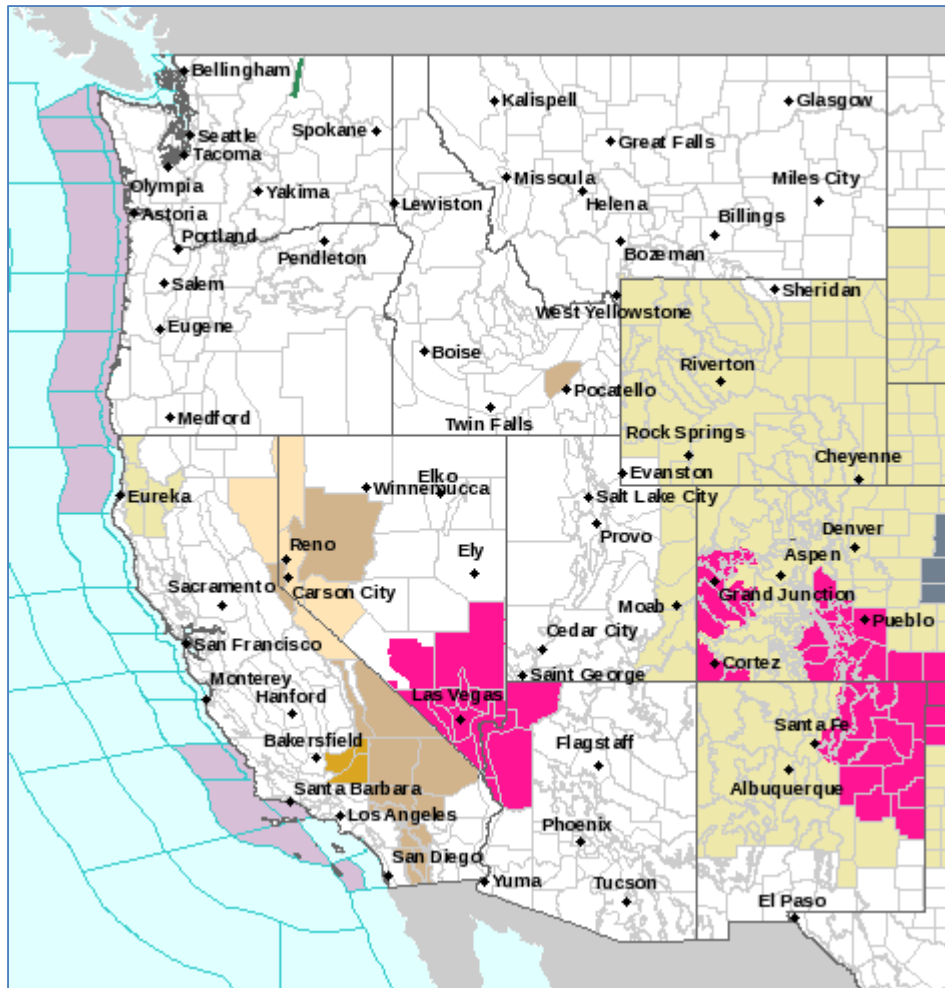 Bellingham
Kalispell
Glasgow
Seattle
Spokane
Great Falls
Tacoma
Olympia
Yakima
Missoula
Helena
Miles City
Lewiston
Astoria
Billings
Portland
Pendleton
Bozeman
Salem
Sheridan
West Yellowstone
Eugene
Boise
Riverton
Pocatello
Medford
Twin Falls
Rock Springs
Cheyenne
Evanston
Elko
Winnemucca
Eureka
Salt Lake City
Provo
Denver
Reno
Ely
Aspen
Carson City
Sacramento
Grand Junction
Moab
Pueblo
San Francisco
Cedar City
Cortez
Saint George
Monterey
Hanford
Las Vegas
Santa Fe
Bakersfield
Flagstaff
Albuquerque
Santa Barbara
Los Angeles
Phoenix
San Diego
Yuma
Tucson
El Paso